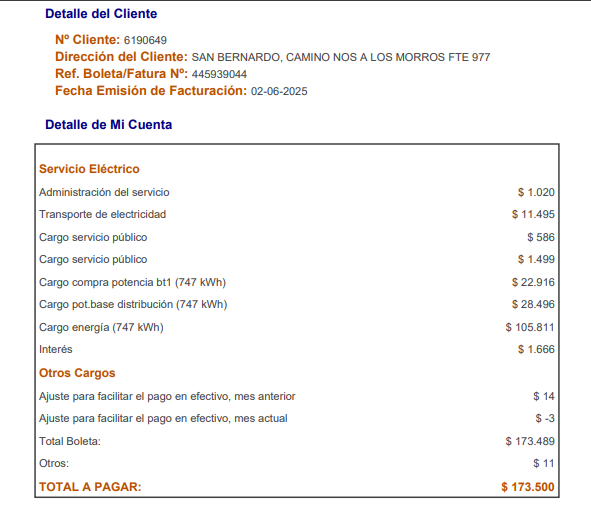 Detalle del Cliente
Nº Cliente: 6190649
Dirección del Cliente: SAN BERNARDO, CAMINO NOS A LOS MORROS FTE 977
Ref. Boleta/Fatura Nº: 445939044
Fecha Emisión de Facturación: 02-06-2025
Detalle de Mi Cuenta
Servicio Eléctrico
Administración del servicio $ 1.020
Transporte de electricidad $ 11.495
Cargo servicio público $ 586
Cargo servicio público $ 1.499
Cargo compra potencia bt1 (747 kWh) $ 22.916
Cargo pot.base distribución (747 kWh) $ 28.496
Cargo energía (747 kWh) $ 105.811
Interés $ 1.666
Otros Cargos
Ajuste para facilitar el pago en efectivo, mes anterior $ 14
Ajuste para facilitar el pago en efectivo, mes actual $ -3
Total Boleta: $ 173.489
Otros: $ 11
TOTAL A PAGAR: $ 173.500